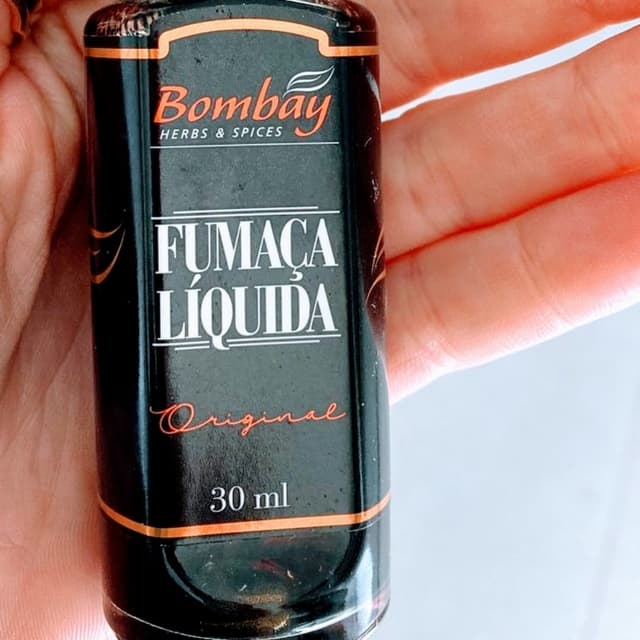 Bombay
HERBS & SPICES
FUMAÇA
LÍQUIDA
Original
30 ml